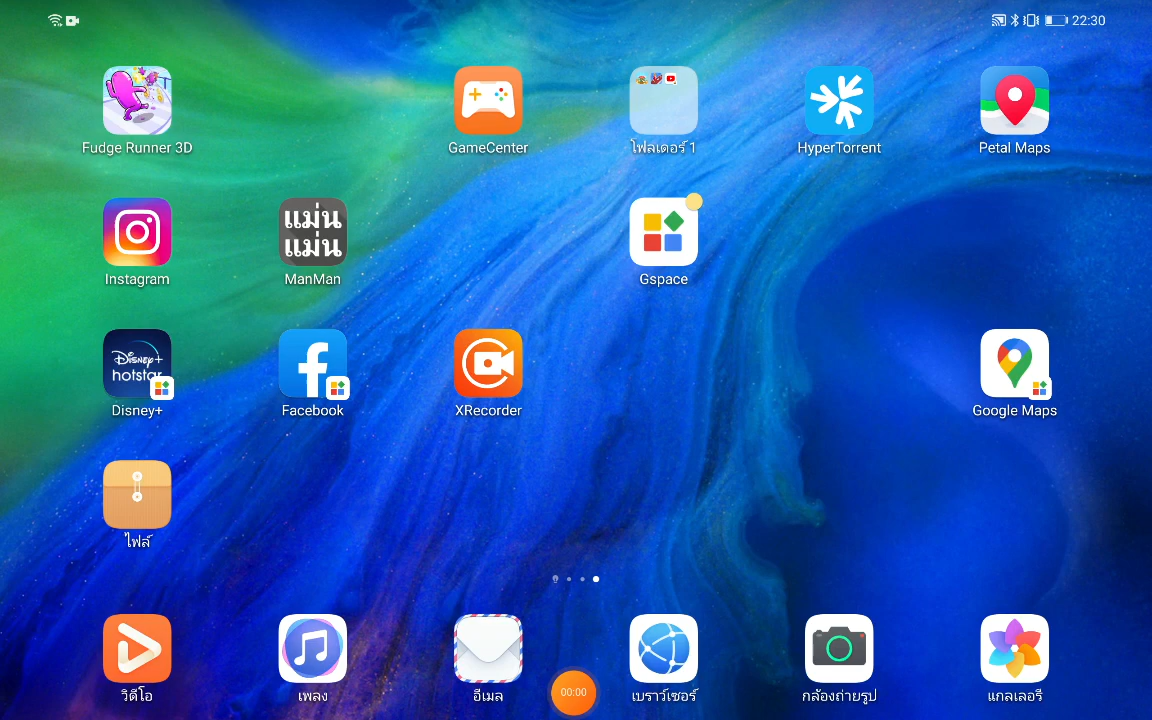 22:30
Fudge Runner 3D
GameCenter
โฟลเดอร์ 1
HyperTorrent
Petal Maps
แม่น
แม่น
Instagram
ManMan
Gspace
Disney+
hotstar
Disney+
Facebook
XRecorder
Google Maps
ไฟล์
วิดีโอ
เพลง
อีเมล
00:00
เบราว์เซอร์
กล้องถ่ายรูป
แกลเลอรี